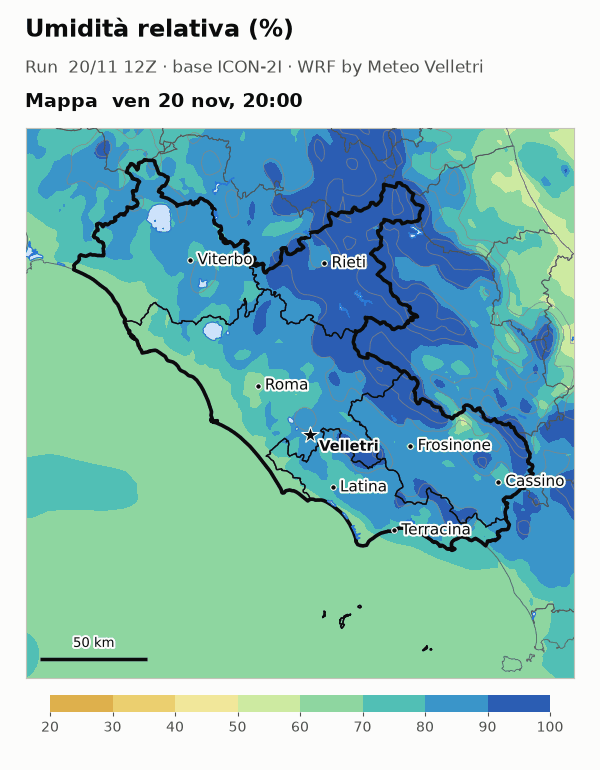 Umidità relativa (%)
Run  20/11 12Z · base ICON-2I · WRF by Meteo Velletri
Mappa  ven 20 nov, 20:00
Viterbo
Rieti
Roma
Velletri
Frosinone
Cassino
Latina
Terracina
50 km
20 30 40 50 60 70 80 90 100